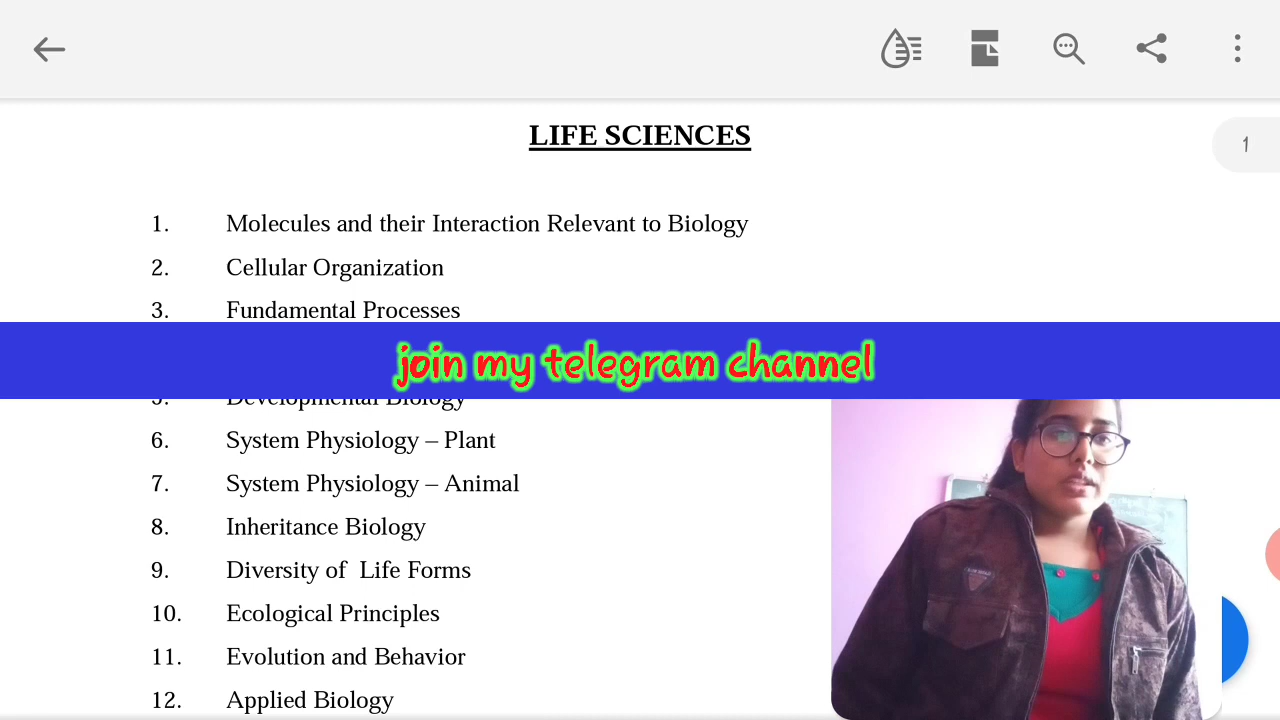 LIFE SCIENCES
1
1. Molecules and their Interaction Relevant to Biology
2. Cellular Organization
3. Fundamental Processes
join my telegram channel
5. Developmental Biology
6. System Physiology – Plant
7. System Physiology – Animal
8. Inheritance Biology
9. Diversity of Life Forms
10. Ecological Principles
11. Evolution and Behavior
12. Applied Biology